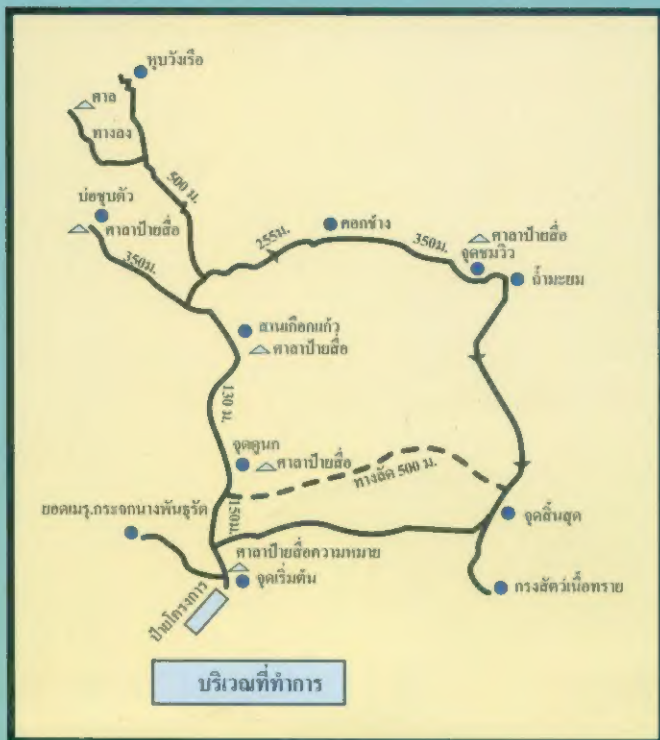 หุบวังเรือ
ศาล
ทางลง
500 ม.
บ่อชุบตัว
ศาลาป้ายสื่อ
350ม.
255ม.
คอกช้าง
350ม.
ศาลาป้ายสื่อ
จุดชมวิว
ถ้ำมะยม
ลานเกือกแก้ว
ศาลาป้ายสื่อ
130 ม.
จุดดูนก
ศาลาป้ายสื่อ
ทางลัด 500 ม.
ยอดเมรุ.กระจกนางพันธุรัต
150ม.
จุดสิ้นสุด
ศาลาป้ายสื่อความหมาย
จุดเริ่มต้น
กรงสัตว์เนื้อทราย
ป้ายโครงการ
บริเวณที่ทำการ